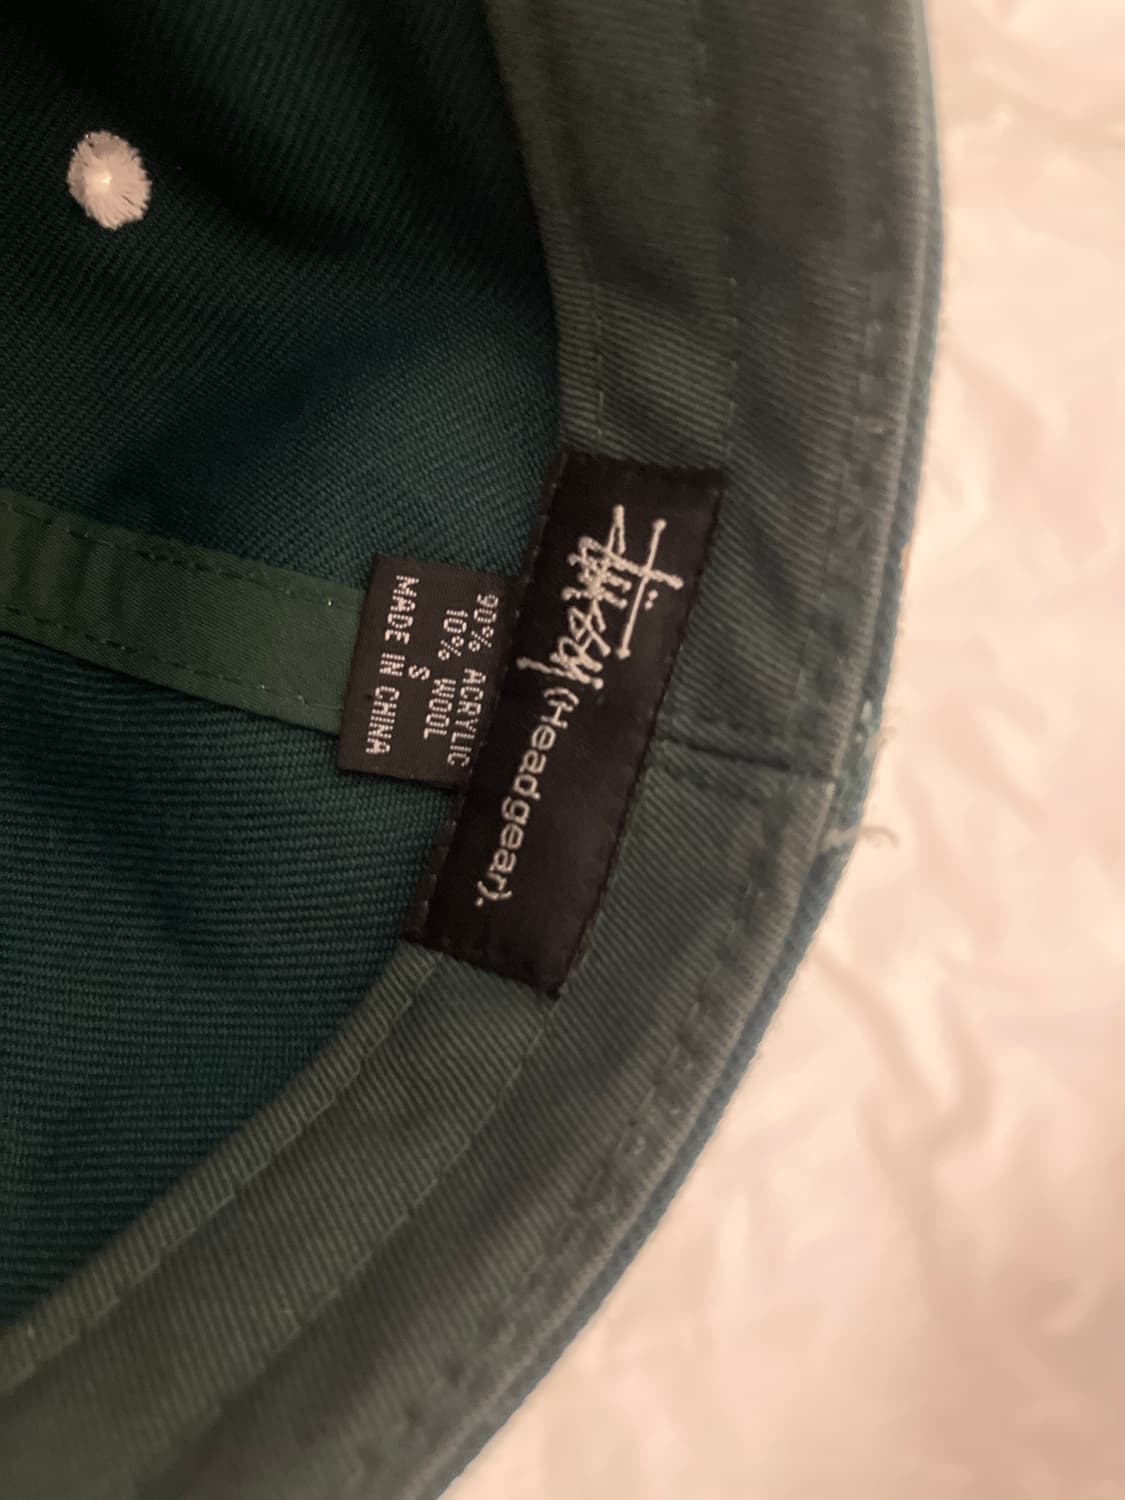 Stüssy (Headgear).
90% ACRYLIC
10% WOOL
S
MADE IN CHINA